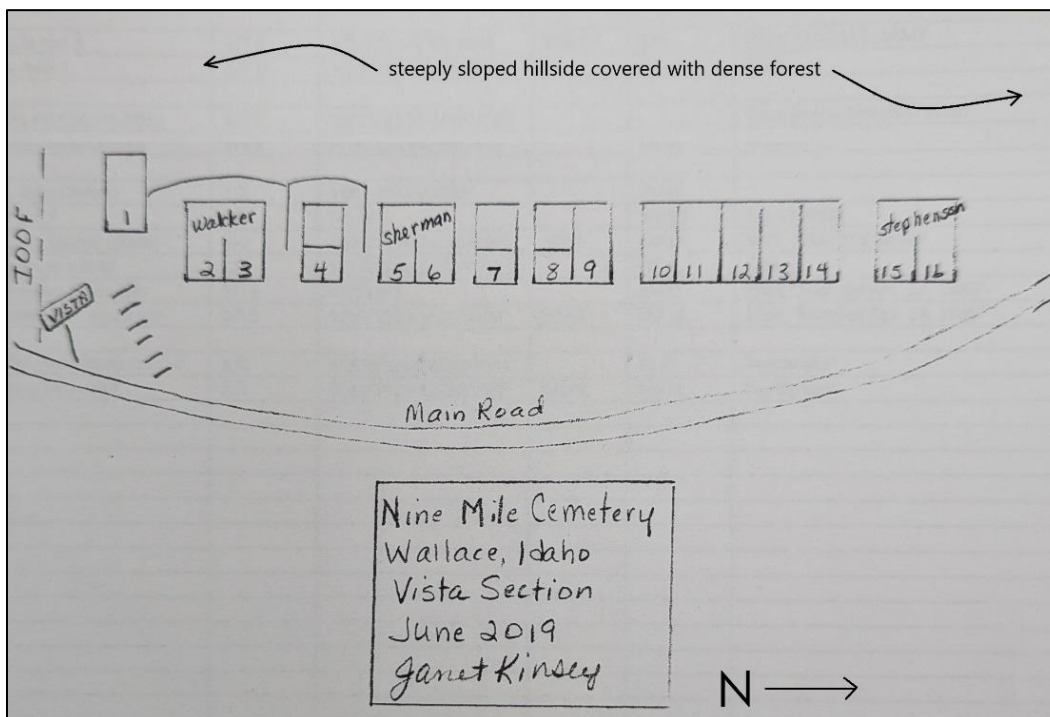 steeply sloped hillside covered with dense forest
IOOF
1
wakker
2 3
4
sherman
5 6
7
8 9
10 11 12 13 14
stephenson
15 16
VISTA
Main Road
Nine Mile Cemetery
Wallace, Idaho
Vista Section
June 2019
Janet Kinsey
N